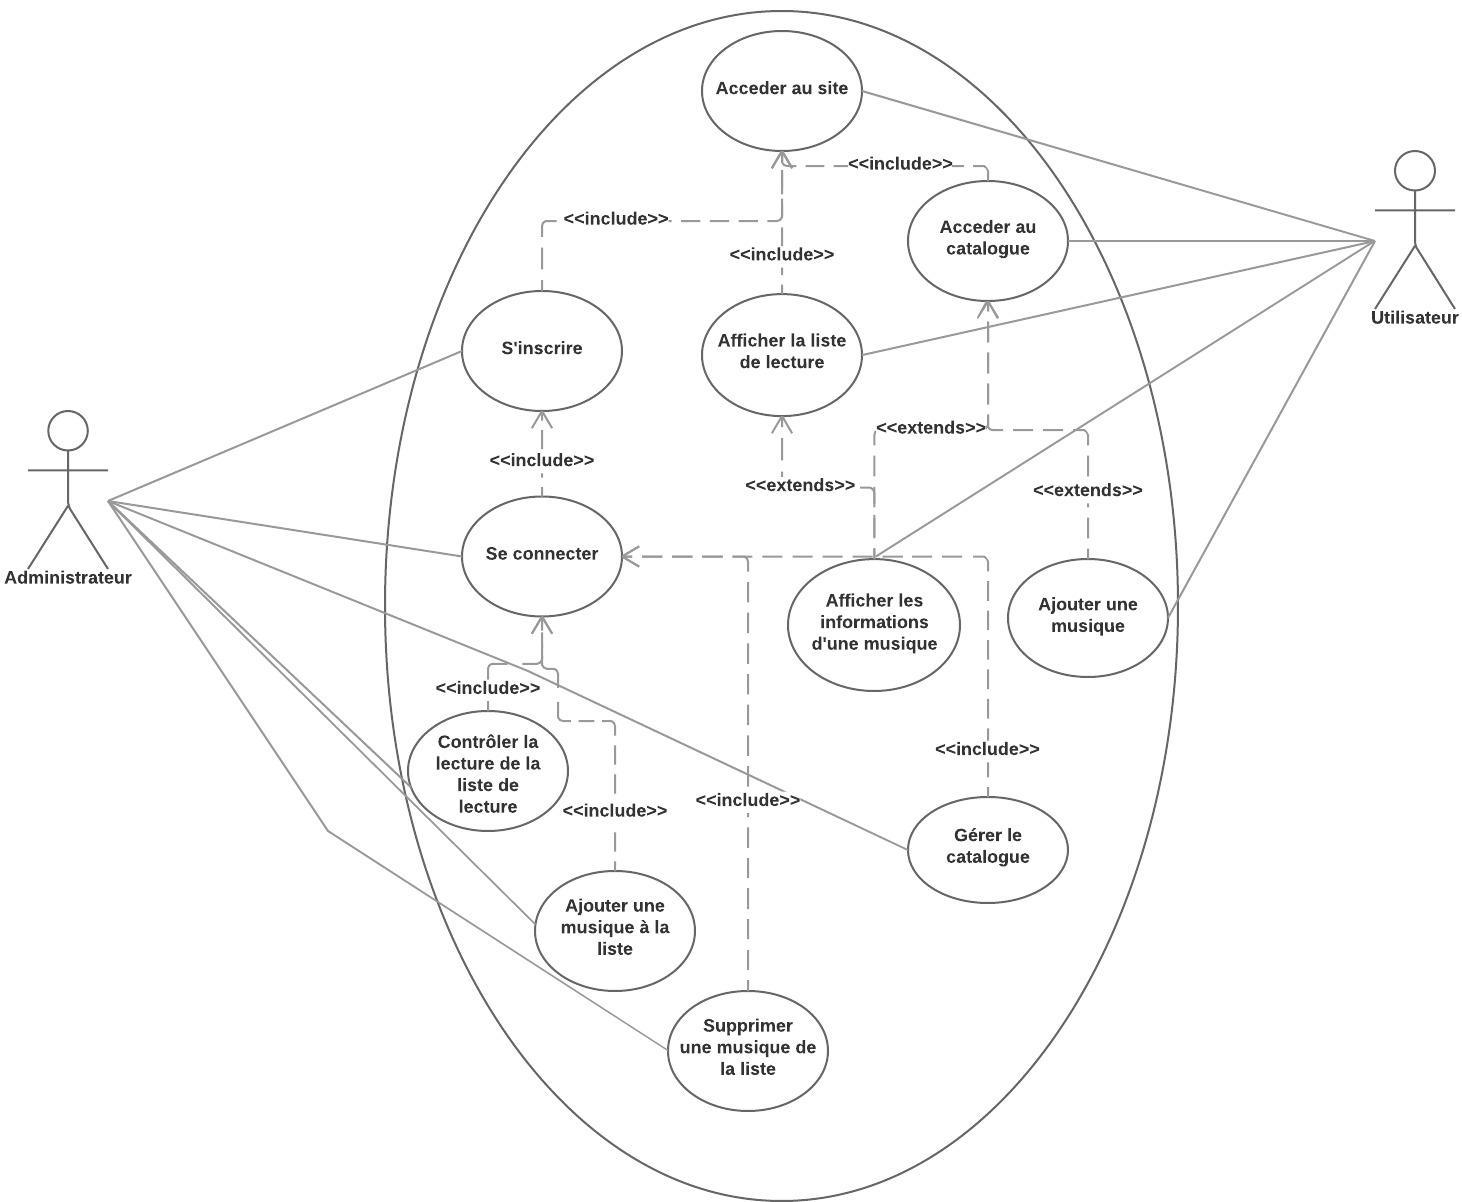 Acceder au site
<<include>>
<<include>>
Acceder au
catalogue
<<include>>
Utilisateur
S'inscrire
Afficher la liste
de lecture
<<extends>>
<<include>>
<<extends>>
<<extends>>
Se connecter
Administrateur
Afficher les
informations
d'une musique
Ajouter une
musique
<<include>>
Contrôler la
lecture de la
liste de
lecture
<<include>>
<<include>>
<<include>>
Gérer le
catalogue
Ajouter une
musique à la
liste
Supprimer
une musique de
la liste